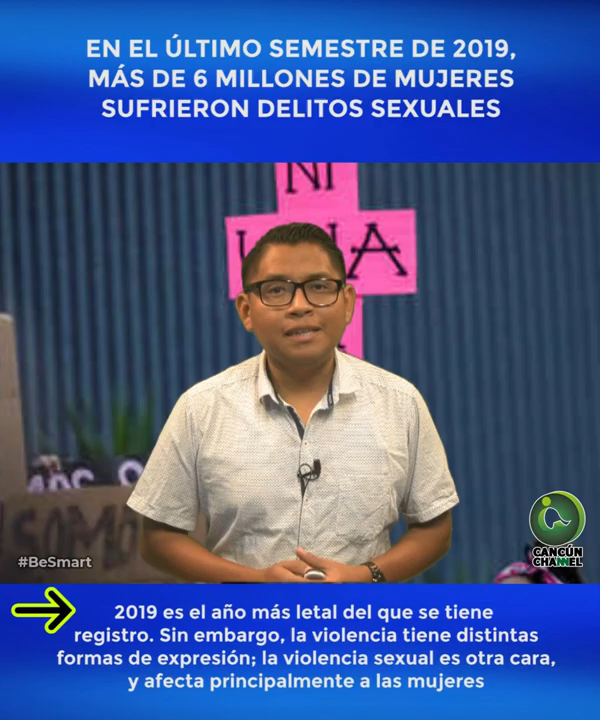 EN EL ÚLTIMO SEMESTRE DE 2019,
MÁS DE 6 MILLONES DE MUJERES
SUFRIERON DELITOS SEXUALES
NI
SOMO
#BeSmart
CANCÚN
CHANNEL
2019 es el año más letal del que se tiene
registro. Sin embargo, la violencia tiene distintas
formas de expresión; la violencia sexual es otra cara,
y afecta principalmente a las mujeres